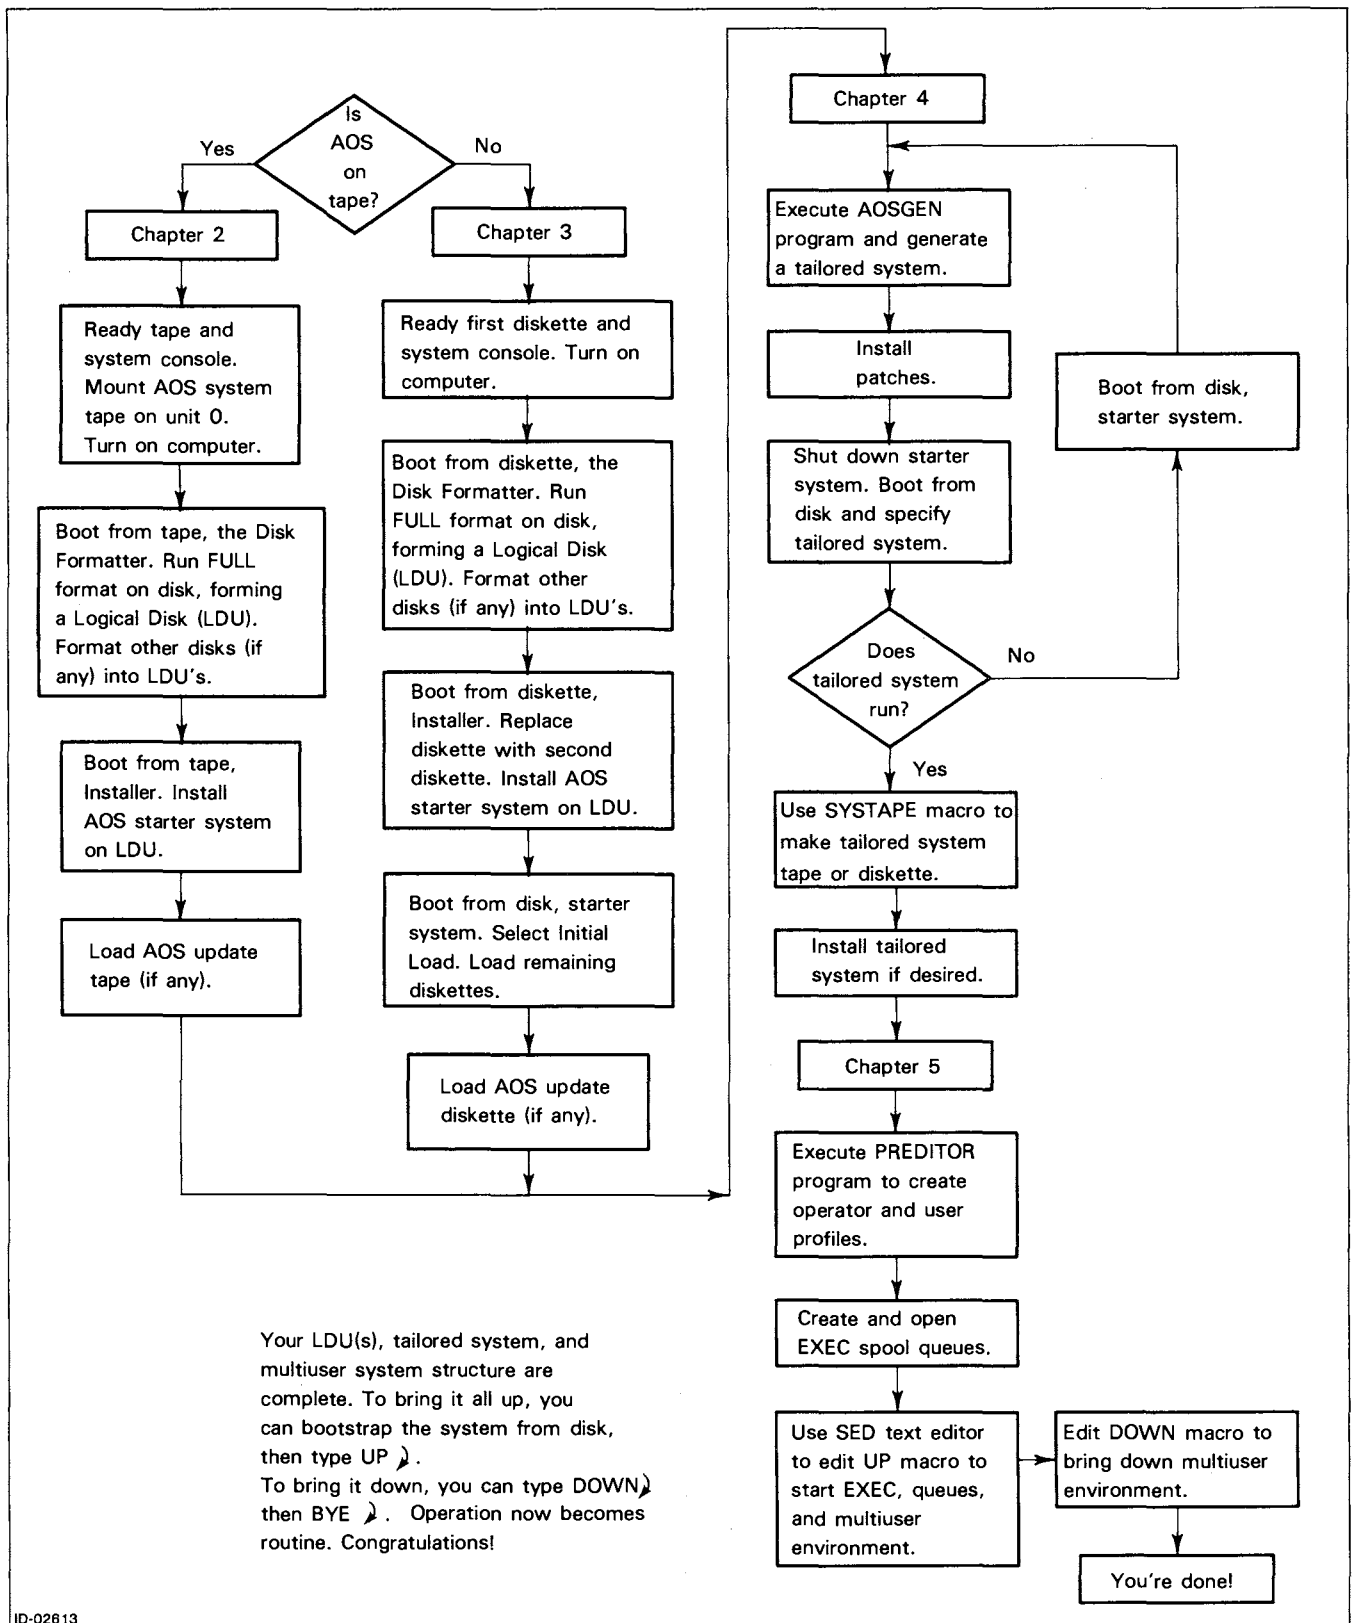 Is
AOS
on
tape?
Yes
No
Chapter 2
Ready tape and
system console.
Mount AOS system
tape on unit 0.
Turn on computer.
Boot from tape, the Disk
Formatter. Run FULL
format on disk, forming
a Logical Disk (LDU).
Format other disks (if
any) into LDU's.
Boot from tape,
Installer. Install
AOS starter system
on LDU.
Load AOS update
tape (if any).
Chapter 3
Ready first diskette and
system console. Turn on
computer.
Boot from diskette, the
Disk Formatter. Run
FULL format on disk,
forming a Logical Disk
(LDU). Format other
disks (if any) into LDU's.
Boot from diskette,
Installer. Replace
diskette with second
diskette. Install AOS
starter system on LDU.
Boot from disk, starter
system. Select Initial
Load. Load remaining
diskettes.
Load AOS update
diskette (if any).
Chapter 4
Execute AOSGEN
program and generate
a tailored system.
Install
patches.
Shut down starter
system. Boot from
disk and specify
tailored system.
Does
tailored system
run?
No
Boot from disk,
starter system.
Yes
Use SYSTAPE macro to
make tailored system
tape or diskette.
Install tailored
system if desired.
Chapter 5
Execute PREDITOR
program to create
operator and user
profiles.
Create and open
EXEC spool queues.
Use SED text editor
to edit UP macro to
start EXEC, queues,
and multiuser
environment.
Edit DOWN macro to
bring down multiuser
environment.
You're done!
Your LDU(s), tailored system, and
multiuser system structure are
complete. To bring it all up, you
can bootstrap the system from disk,
then type UP ⤸.
To bring it down, you can type DOWN⤸
then BYE ⤸. Operation now becomes
routine. Congratulations!
ID-02613